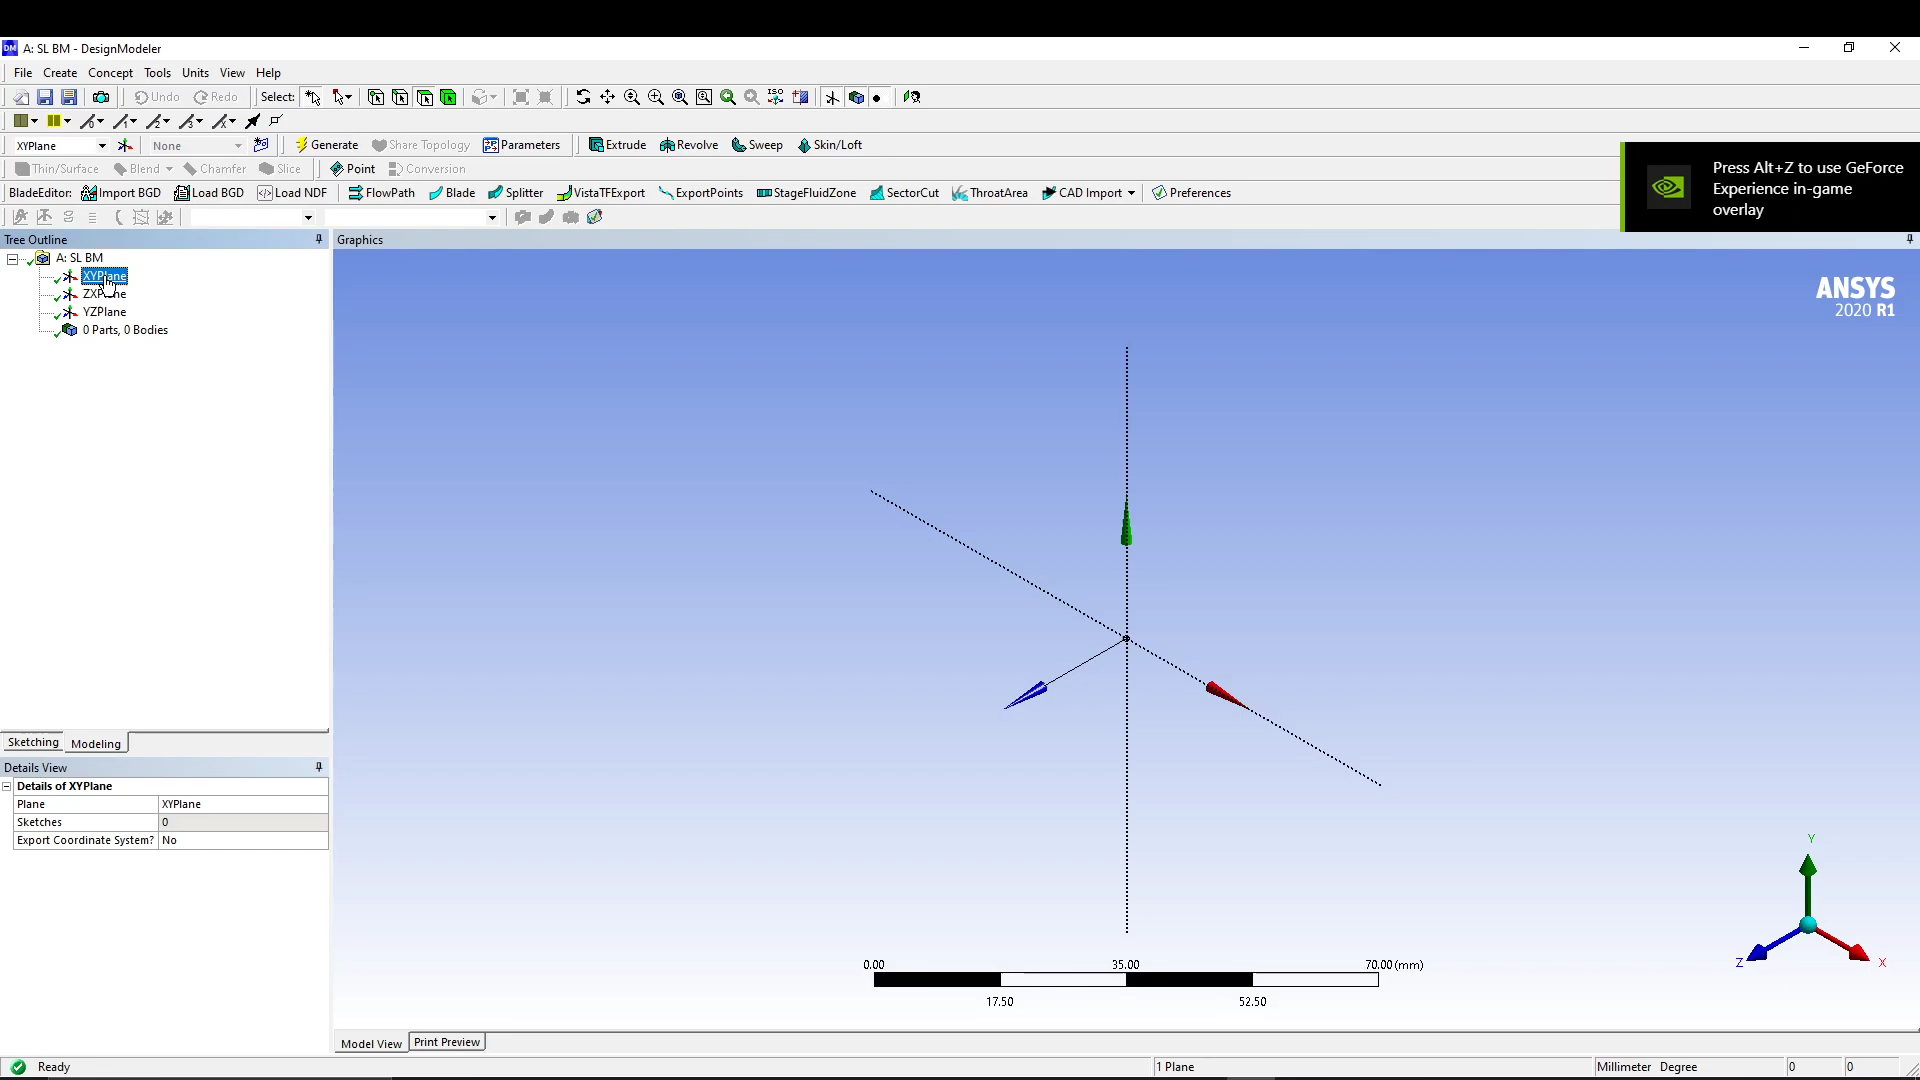 A: SL BM - DesignModeler
File Create Concept Tools Units View Help
Undo Redo Select: ISO
XYPlane None Generate Share Topology Parameters Extrude Revolve Sweep Skin/Loft
Thin/Surface Blend Chamfer Slice Point Conversion
BladeEditor: Import BGD Load BGD Load NDF FlowPath Blade Splitter VistaTFExport ExportPoints StageFluidZone SectorCut ThroatArea CAD Import Preferences
Press Alt+Z to use GeForce
Experience in-game
overlay
Tree Outline
A: SL BM
XYPlane
ZXPlane
YZPlane
0 Parts, 0 Bodies
Graphics
ANSYS
2020 R1
Sketching Modeling
Details View
Details of XYPlane
Plane XYPlane
Sketches 0
Export Coordinate System? No
0.00 35.00 70.00 (mm)
17.50 52.50
Y
Z X
Model View Print Preview
Ready 1 Plane Millimeter Degree 0 0